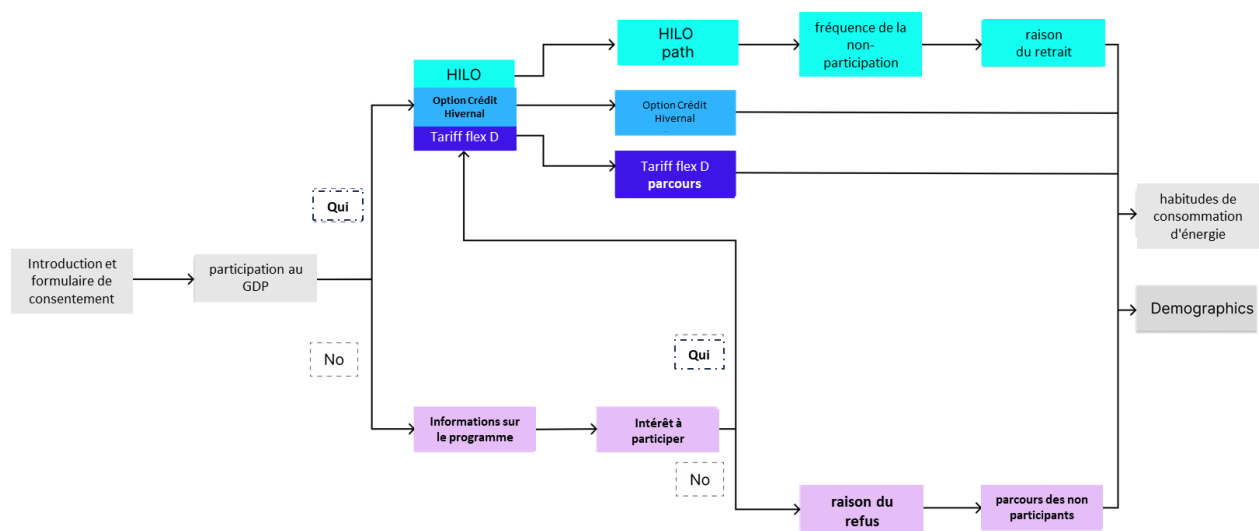 HILO
path
fréquence de la
non-
participation
raison
du retrait
HILO
Option Crédit
Hivernal
Tariff flex D
Option Crédit
Hivernal
Tariff flex D
parcours
Qui
habitudes de
consommation
d'énergie
Introduction et
formulaire de
consentement
participation au
GDP
Demographics
No
Qui
Informations sur
le programme
Intérêt à
participer
No
raison du
refus
parcours des non
participants